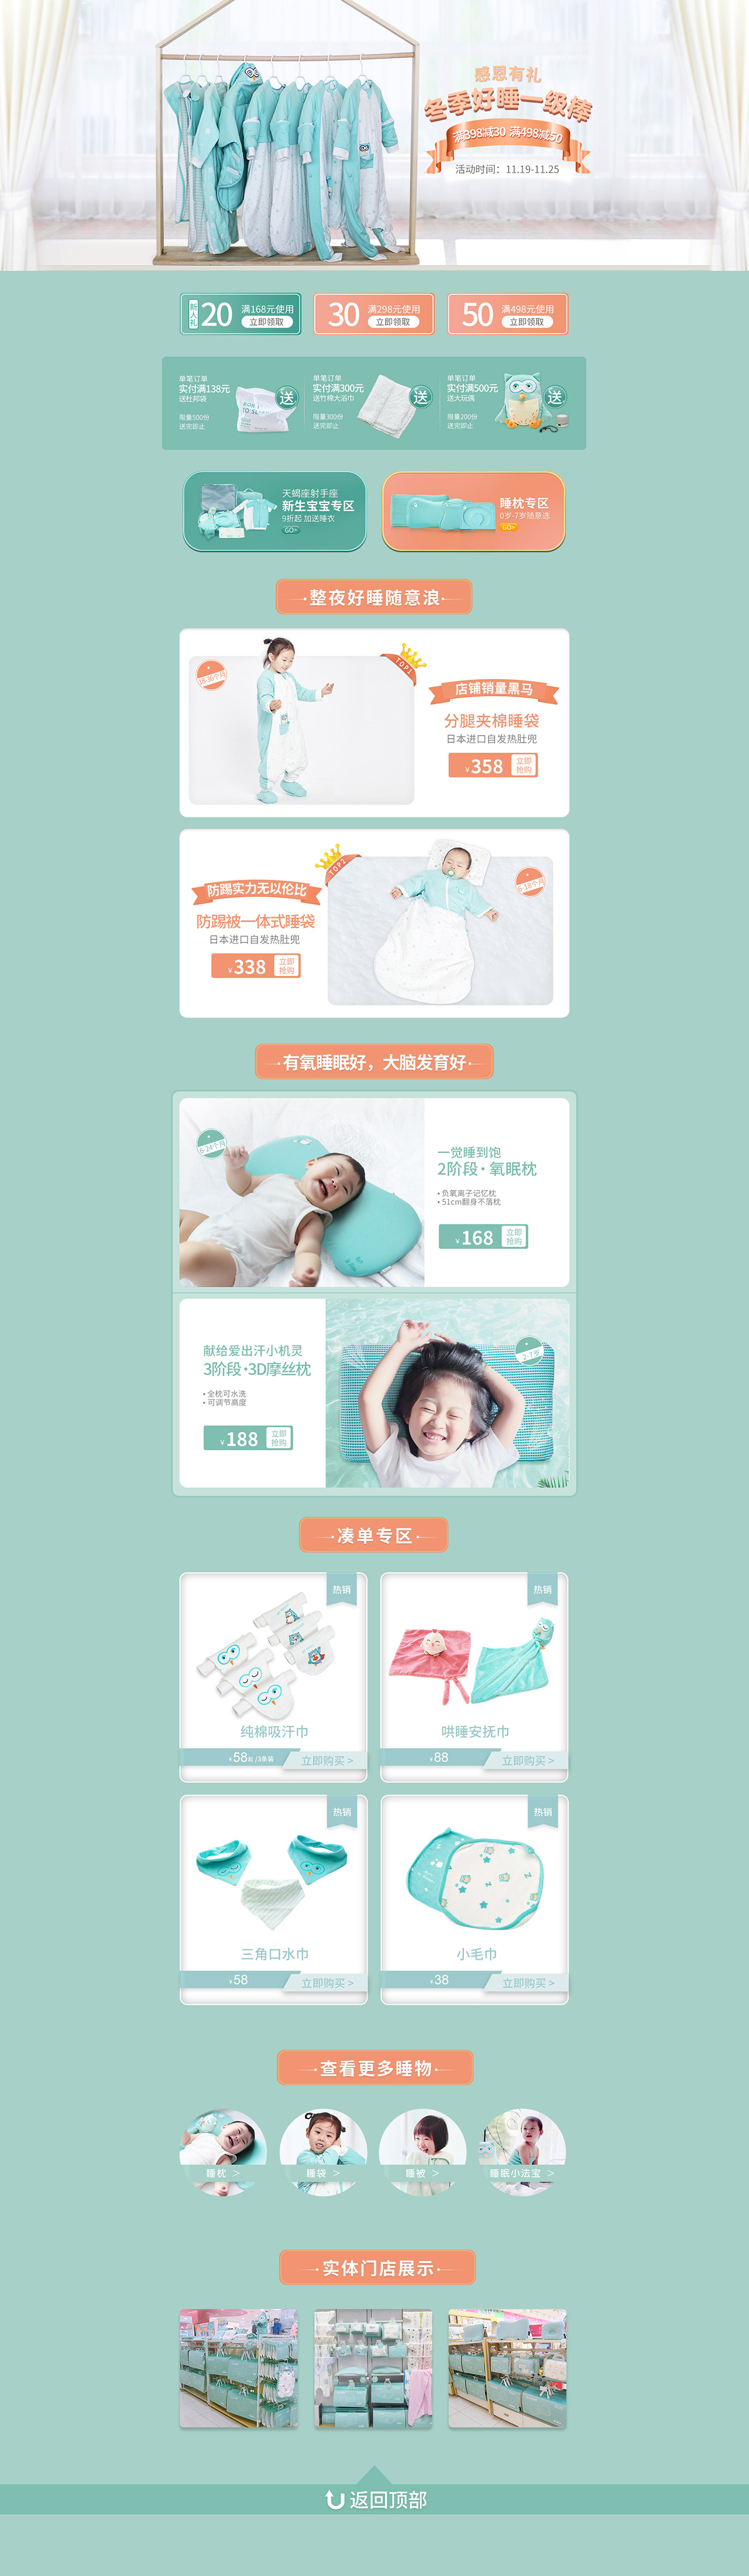 感恩有礼
冬季好睡一级棒
满398减30 满498减50
活动时间：11.19-11.25
新人礼
20
满168元使用
立即领取
30
满298元使用
立即领取
50
满498元使用
立即领取
单笔订单
实付满138元
送杜邦袋
限量500份
送完即止
送
单笔订单
实付满300元
送竹棉大浴巾
限量300份
送完即止
送
单笔订单
实付满500元
送大玩偶
限量200份
送完即止
送
天蝎座射手座
新生宝宝专区
9折起 加送睡衣
GO>
睡枕专区
0岁-7岁随意选
GO>
整夜好睡随意浪
18-36个月
TOP1
店铺销量黑马
分腿夹棉睡袋
日本进口自发热肚兜
¥358
立即
抢购
防踢实力无以伦比
防踢被一体式睡袋
日本进口自发热肚兜
¥338
立即
抢购
TOP2
6-18个月
有氧睡眠好，大脑发育好
6-24个月
一觉睡到饱
2阶段·氧眠枕
• 负氧离子记忆枕
• 51cm翻身不落枕
¥168
立即
抢购
献给爱出汗小机灵
3阶段·3D摩丝枕
• 全枕可水洗
• 可调节高度
¥188
立即
抢购
2-7岁
凑单专区
热销
纯棉吸汗巾
¥58起 /3条装
立即购买 >
热销
哄睡安抚巾
¥88
立即购买 >
热销
三角口水巾
¥58
立即购买 >
热销
小毛巾
¥38
立即购买 >
查看更多睡物
睡枕 >
睡袋 >
睡被 >
睡眠小法宝 >
实体门店展示
返回顶部